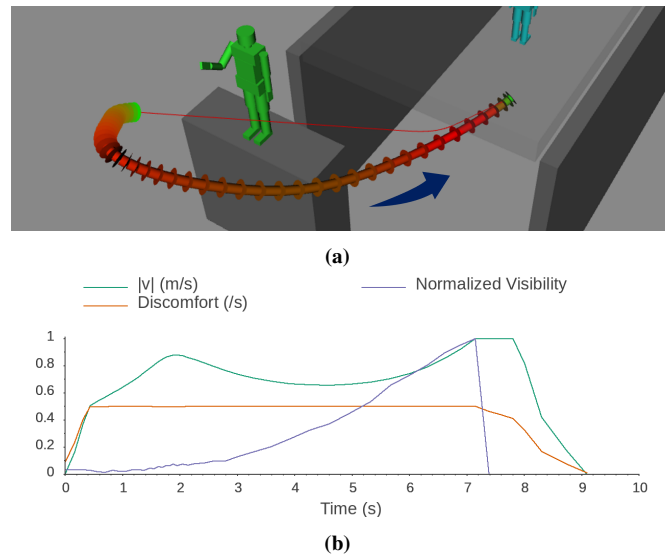 (a)
|v| (m/s) Normalized Visibility
Discomfort (/s)
1
0.8
0.6
0.4
0.2
0
0 1 2 3 4 5 6 7 8 9 10
Time (s)
(b)